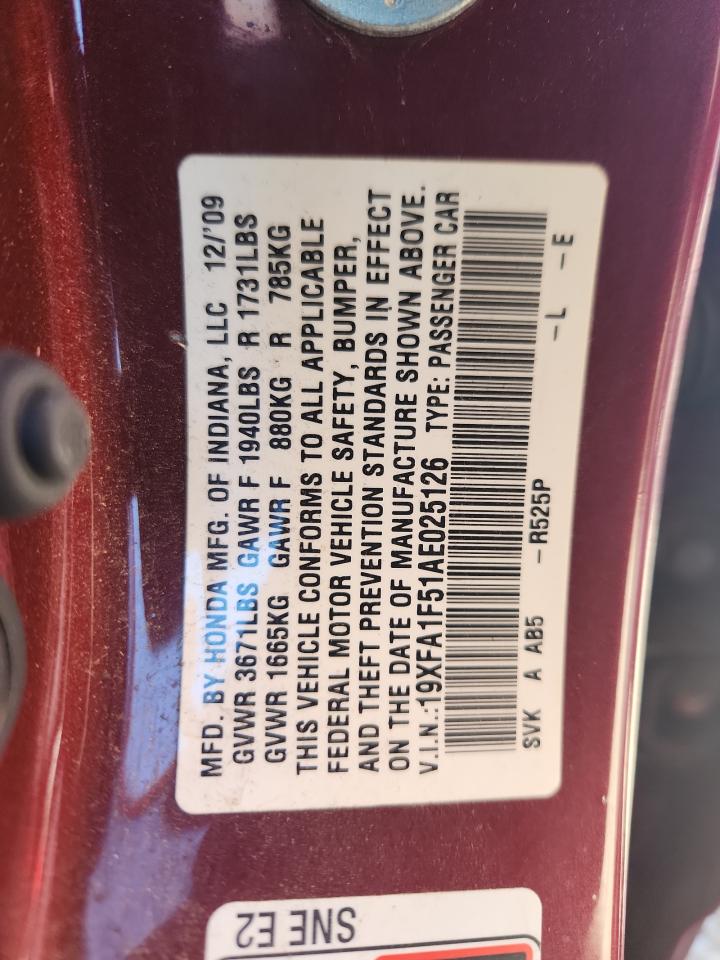 MFD. BY HONDA MFG. OF INDIANA, LLC 12/'09
GVWR 3671LBS GAWR F 1940LBS R 1731LBS
GVWR 1665KG GAWR F 880KG R 785KG
THIS VEHICLE CONFORMS TO ALL APPLICABLE
FEDERAL MOTOR VEHICLE SAFETY, BUMPER,
AND THEFT PREVENTION STANDARDS IN EFFECT
ON THE DATE OF MANUFACTURE SHOWN ABOVE.
V.I.N.:19XFA1F51AE025126 TYPE: PASSENGER CAR
SVK A AB5 -R525P -L -E
SNE E2